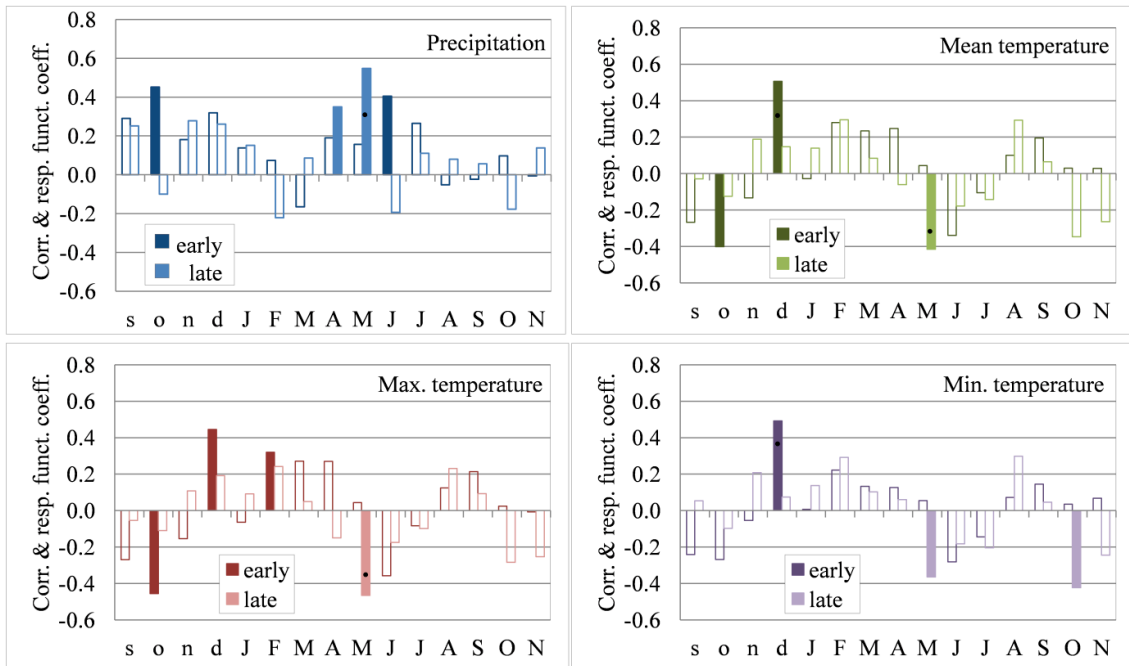 Precipitation
Corr. & resp. funct. coeff.
0.8
0.6
0.4
0.2
0.0
-0.2
-0.4
-0.6
early
late
s o n d J F M A M J J A S O N
Mean temperature
Corr. & resp. funct. coeff.
0.8
0.6
0.4
0.2
0.0
-0.2
-0.4
-0.6
early
late
s o n d J F M A M J J A S O N
Max. temperature
Corr. & resp. funct. coeff.
0.8
0.6
0.4
0.2
0.0
-0.2
-0.4
-0.6
early
late
s o n d J F M A M J J A S O N
Min. temperature
Corr. & resp. funct. coeff.
0.8
0.6
0.4
0.2
0.0
-0.2
-0.4
-0.6
early
late
s o n d J F M A M J J A S O N